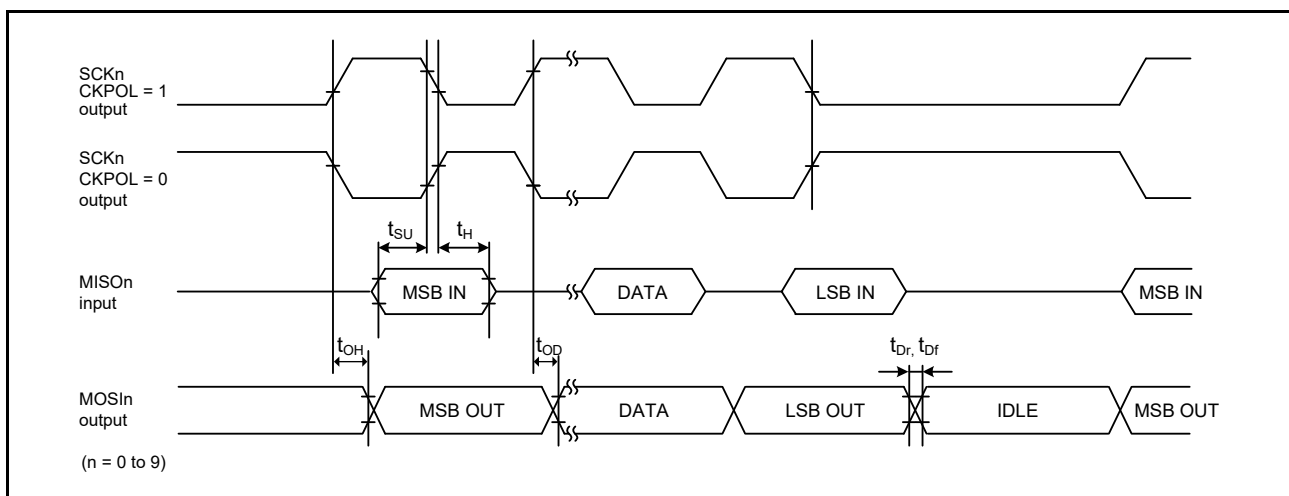 SCKn
CKPOL = 1
output
SCKn
CKPOL = 0
output
tSU
tH
MISOn
input
MSB IN
DATA
LSB IN
MSB IN
tOH
tOD
tDr, tDf
MOSIn
output
MSB OUT
DATA
LSB OUT
IDLE
MSB OUT
(n = 0 to 9)